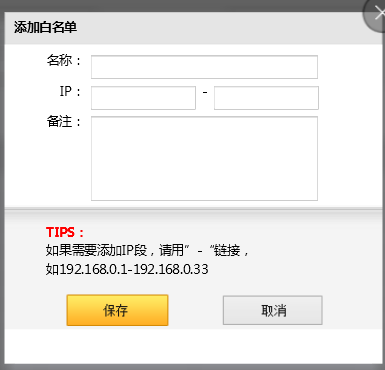 添加白名单
名称：
IP： -
备注：
TIPS：
如果需要添加IP段，请用”-“链接，
如192.168.0.1-192.168.0.33
保存 取消